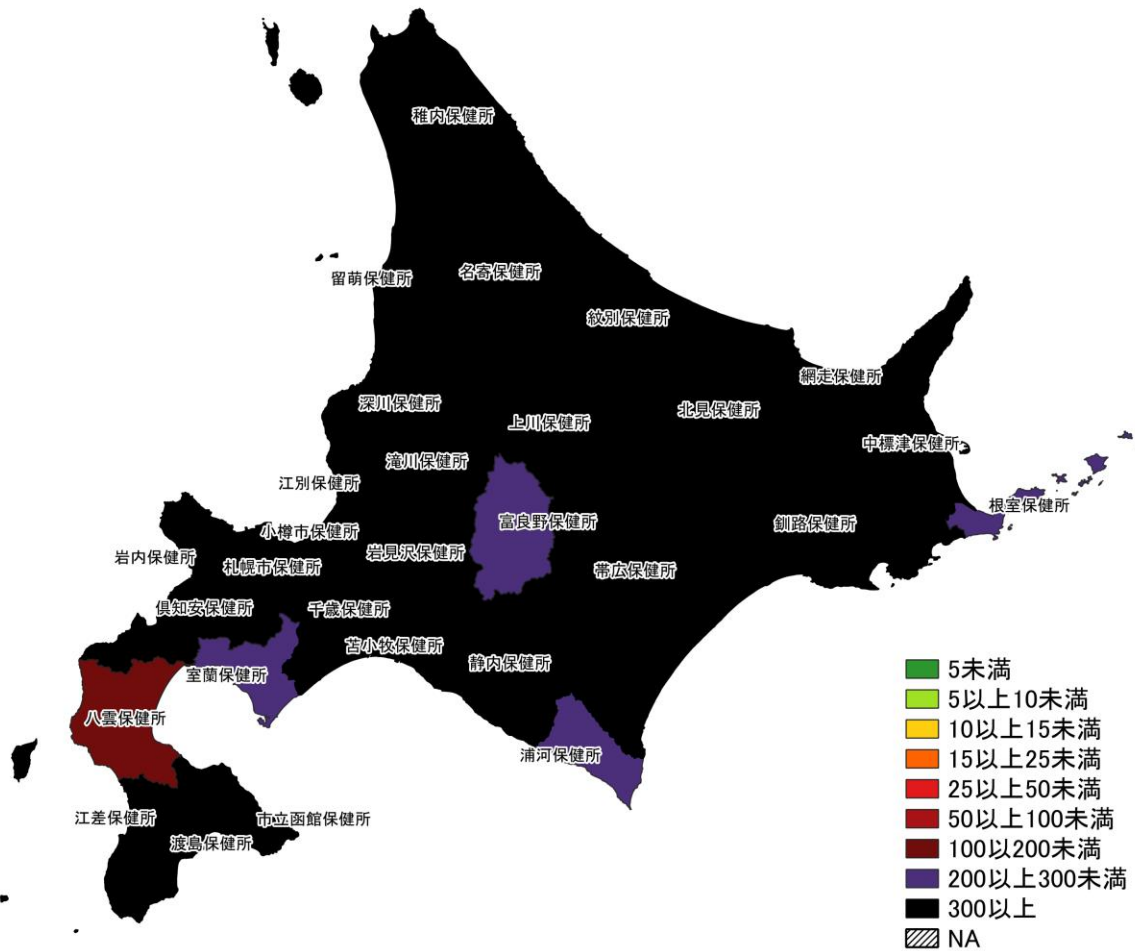 稚内保健所
留萌保健所
名寄保健所
紋別保健所
網走保健所
深川保健所
上川保健所
北見保健所
中標津保健所
滝川保健所
江別保健所
小樽市保健所
富良野保健所
釧路保健所
根室保健所
岩内保健所
札幌市保健所
岩見沢保健所
帯広保健所
倶知安保健所
千歳保健所
苫小牧保健所
静内保健所
室蘭保健所
八雲保健所
浦河保健所
江差保健所
市立函館保健所
渡島保健所
5未満
5以上10未満
10以上15未満
15以上25未満
25以上50未満
50以上100未満
100以200未満
200以上300未満
300以上
NA